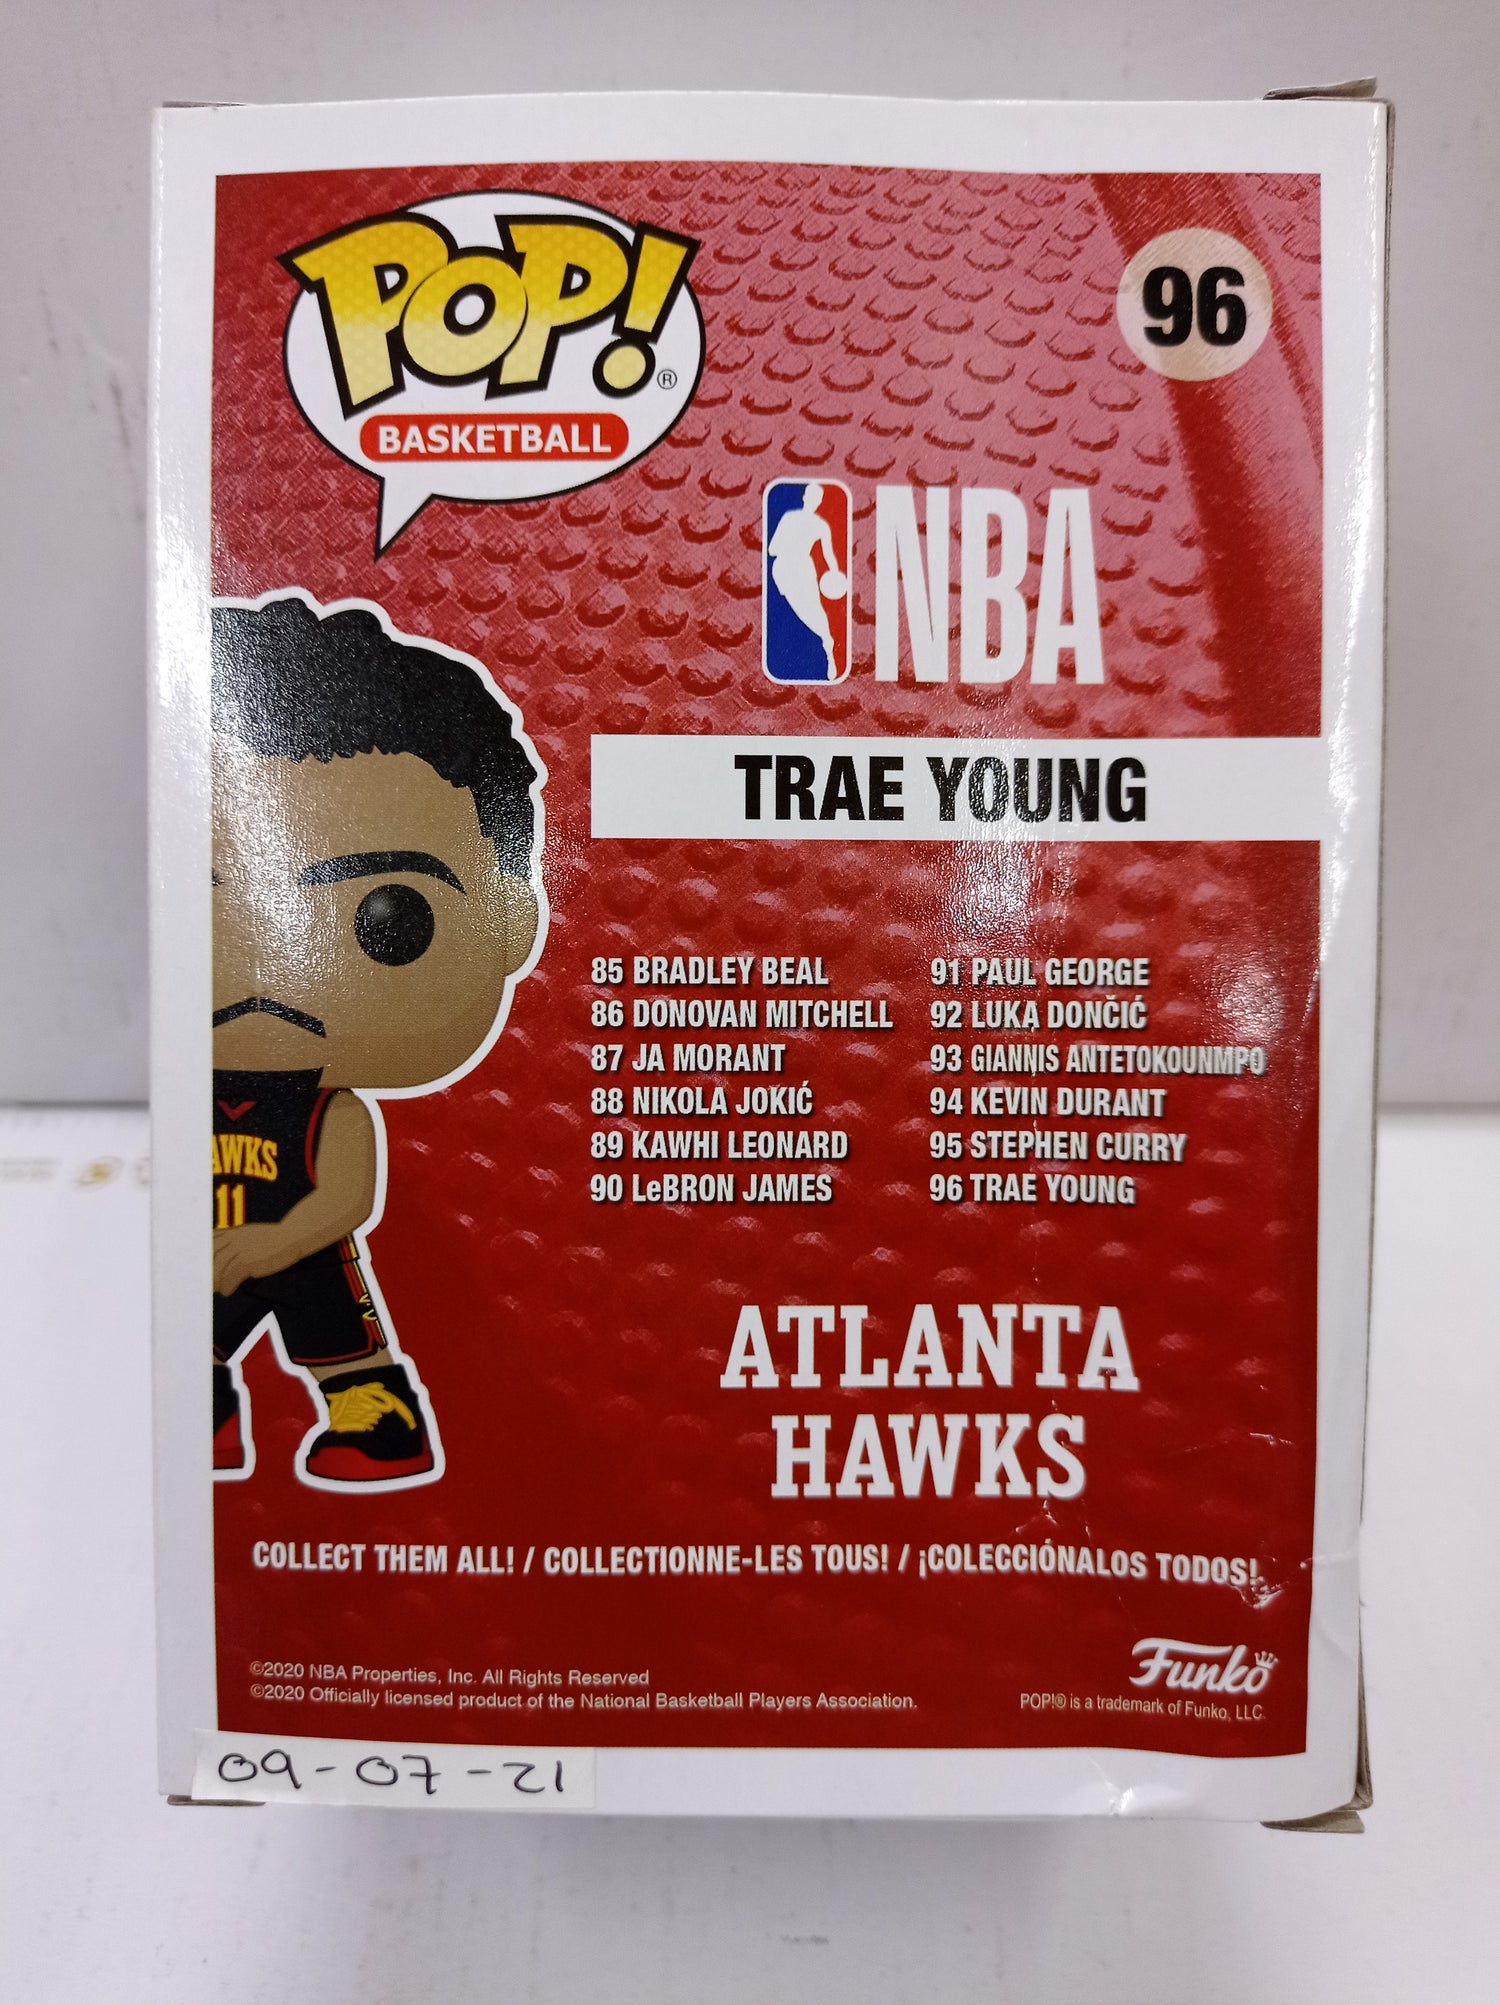 POP!®
BASKETBALL
96
NBA
TRAE YOUNG
85 BRADLEY BEAL
86 DONOVAN MITCHELL
87 JA MORANT
88 NIKOLA JOKIĆ
89 KAWHI LEONARD
90 LeBRON JAMES
91 PAUL GEORGE
92 LUKA DONČIĆ
93 GIANNIS ANTETOKOUNMPO
94 KEVIN DURANT
95 STEPHEN CURRY
96 TRAE YOUNG
AWKS
11
ATLANTA
HAWKS
COLLECT THEM ALL! / COLLECTIONNE-LES TOUS! / ¡COLECCIÓNALOS TODOS!
©2020 NBA Properties, Inc. All Rights Reserved
©2020 Officially licensed product of the National Basketball Players Association.
Funko
POP!® is a trademark of Funko, LLC.
09-07-21